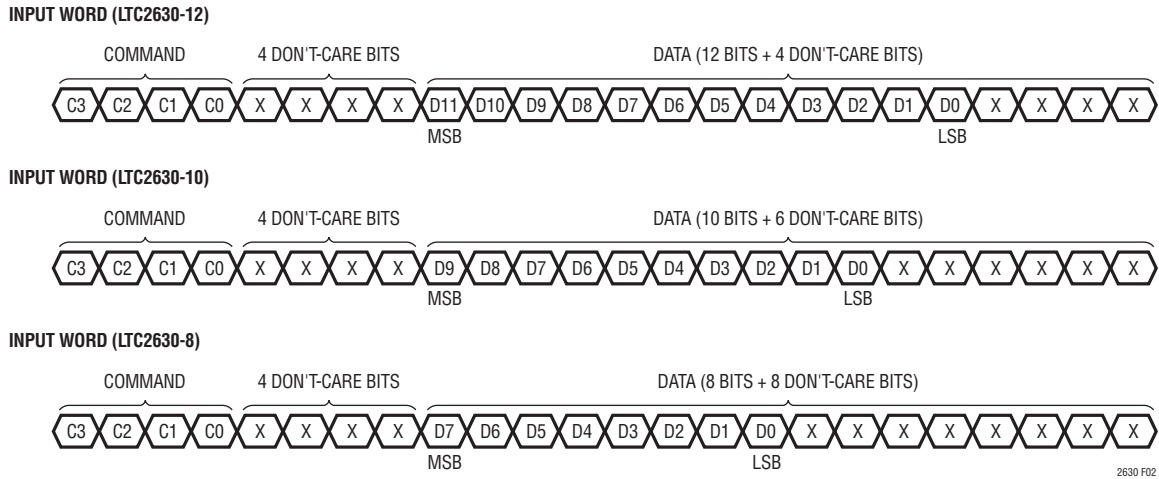 INPUT WORD (LTC2630-12)
COMMAND 4 DON'T-CARE BITS DATA (12 BITS + 4 DON'T-CARE BITS)
C3 C2 C1 C0 X X X X D11 D10 D9 D8 D7 D6 D5 D4 D3 D2 D1 D0 X X X X
MSB LSB
INPUT WORD (LTC2630-10)
COMMAND 4 DON'T-CARE BITS DATA (10 BITS + 6 DON'T-CARE BITS)
C3 C2 C1 C0 X X X X D9 D8 D7 D6 D5 D4 D3 D2 D1 D0 X X X X X X
MSB LSB
INPUT WORD (LTC2630-8)
COMMAND 4 DON'T-CARE BITS DATA (8 BITS + 8 DON'T-CARE BITS)
C3 C2 C1 C0 X X X X D7 D6 D5 D4 D3 D2 D1 D0 X X X X X X X X
MSB LSB
2630 F02